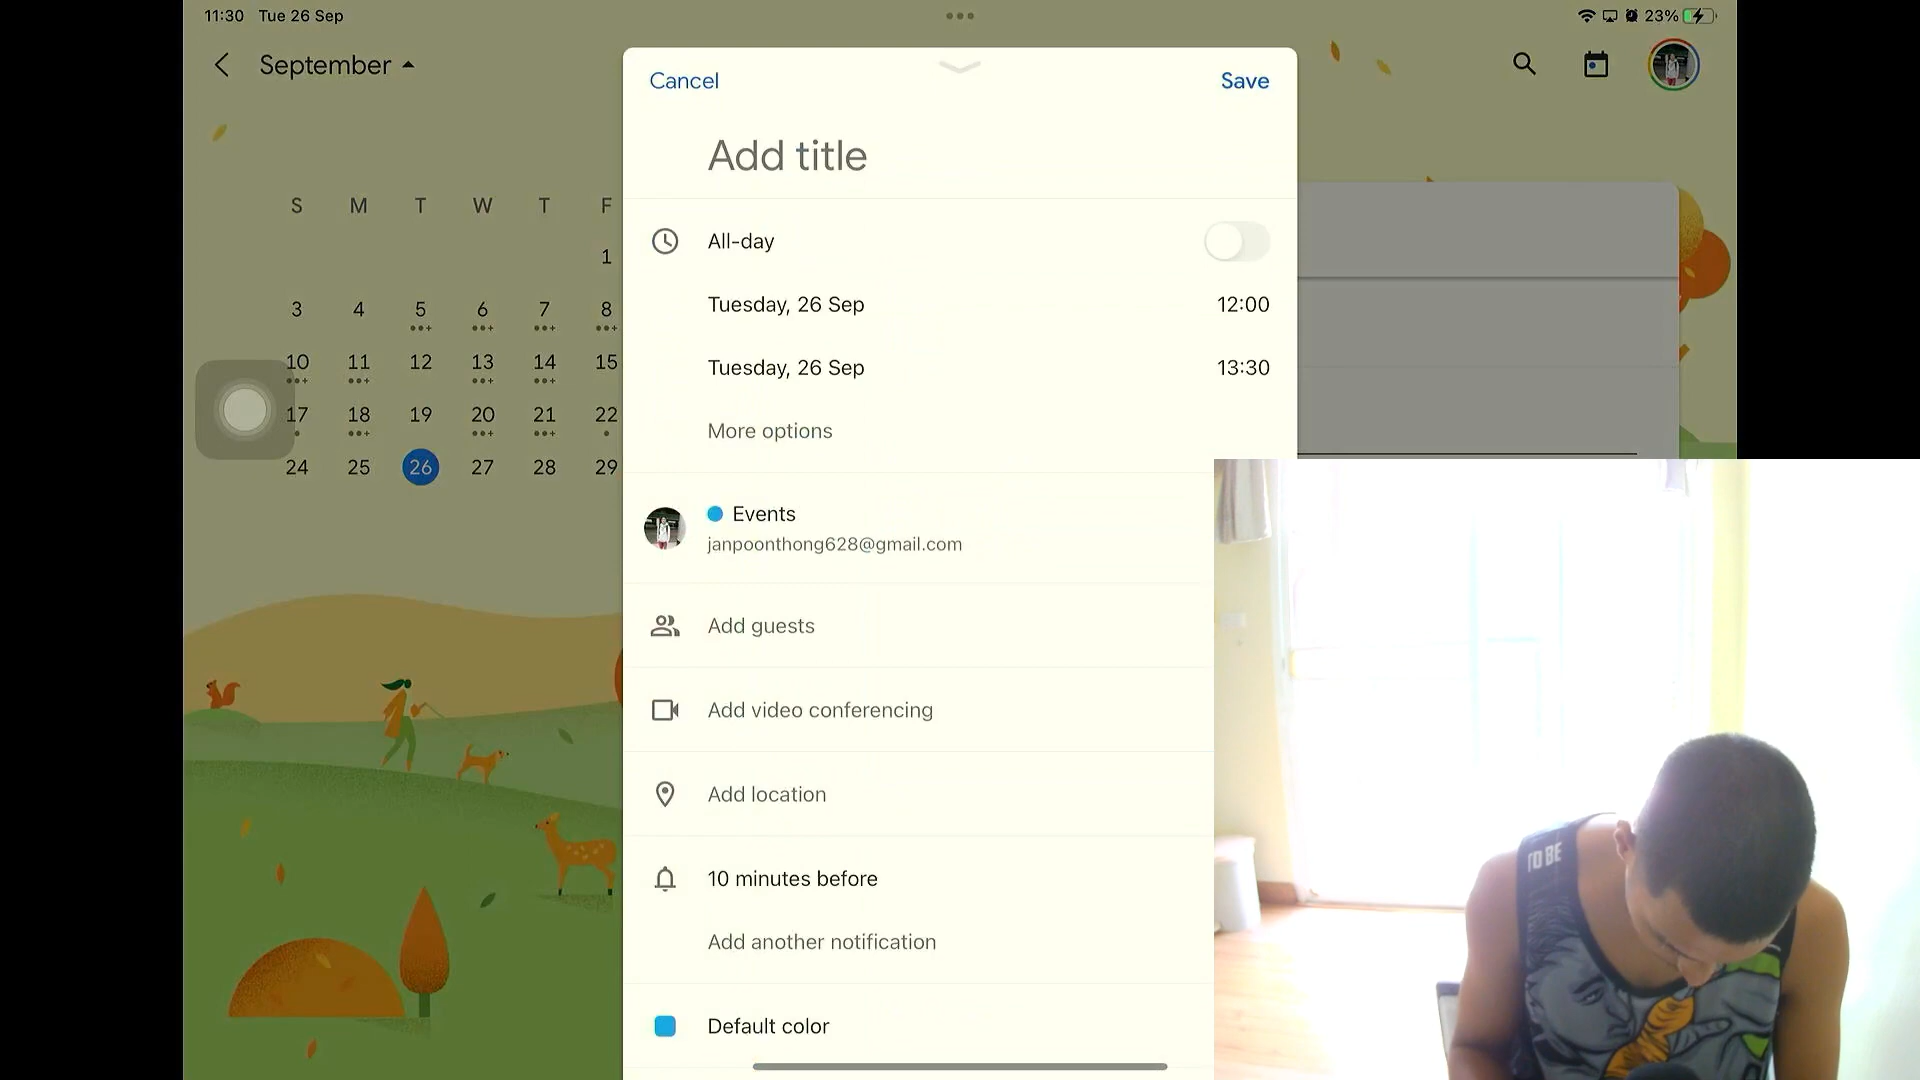 11:30 Tue 26 Sep
23%
September
Cancel
Save
Add title
S M T W T F
1
3 4 5 6 7 8
10 11 12 13 14 15
17 18 19 20 21 22
24 25 26 27 28 29
All-day
Tuesday, 26 Sep 12:00
Tuesday, 26 Sep 13:30
More options
Events
janpoonthong628@gmail.com
Add guests
Add video conferencing
Add location
10 minutes before
Add another notification
Default color
TO BE